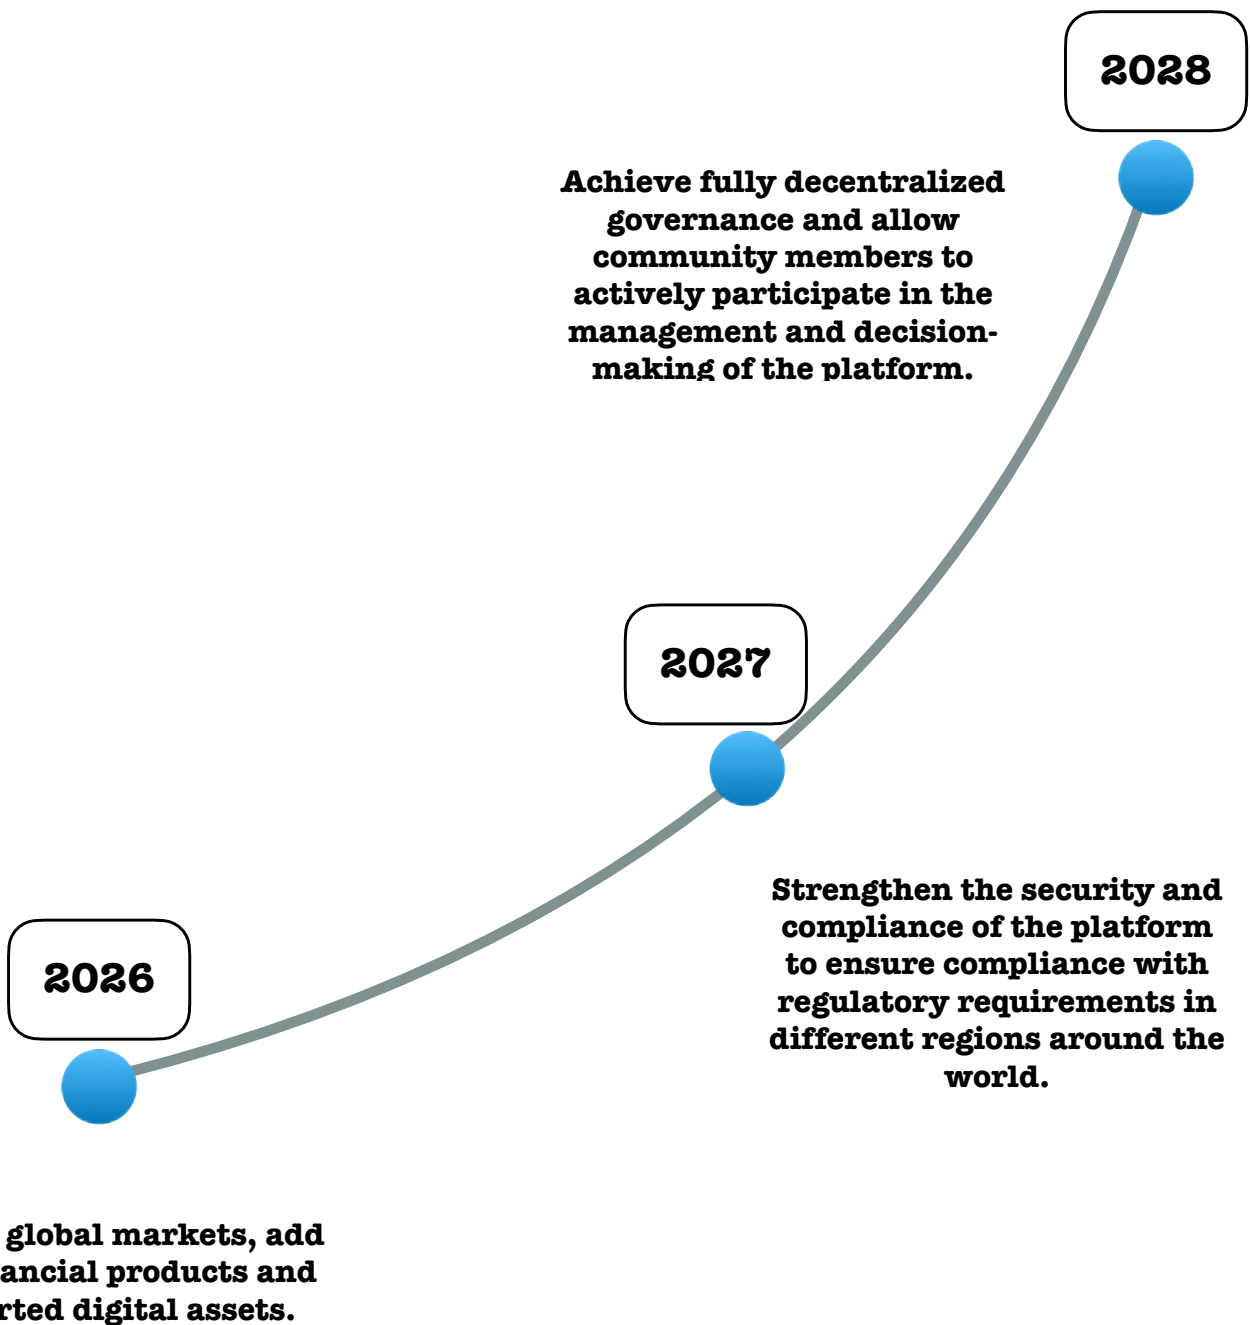 2028
Achieve fully decentralized
governance and allow
community members to
actively participate in the
management and decision-
making of the platform.
2027
Strengthen the security and
compliance of the platform
to ensure compliance with
regulatory requirements in
different regions around the
world.
2026
global markets, add
products and
digital assets.